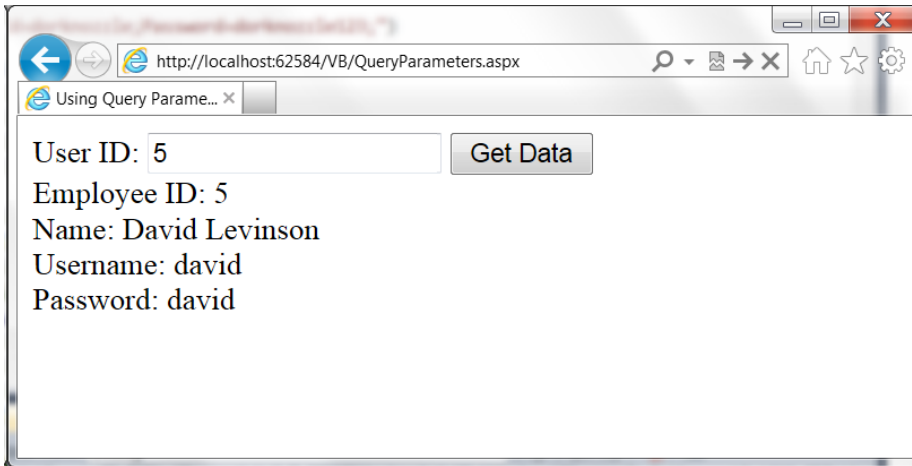 http://localhost:62584/VB/QueryParameters.aspx
Using Query Parame...
User ID: 5 Get Data
Employee ID: 5
Name: David Levinson
Username: david
Password: david